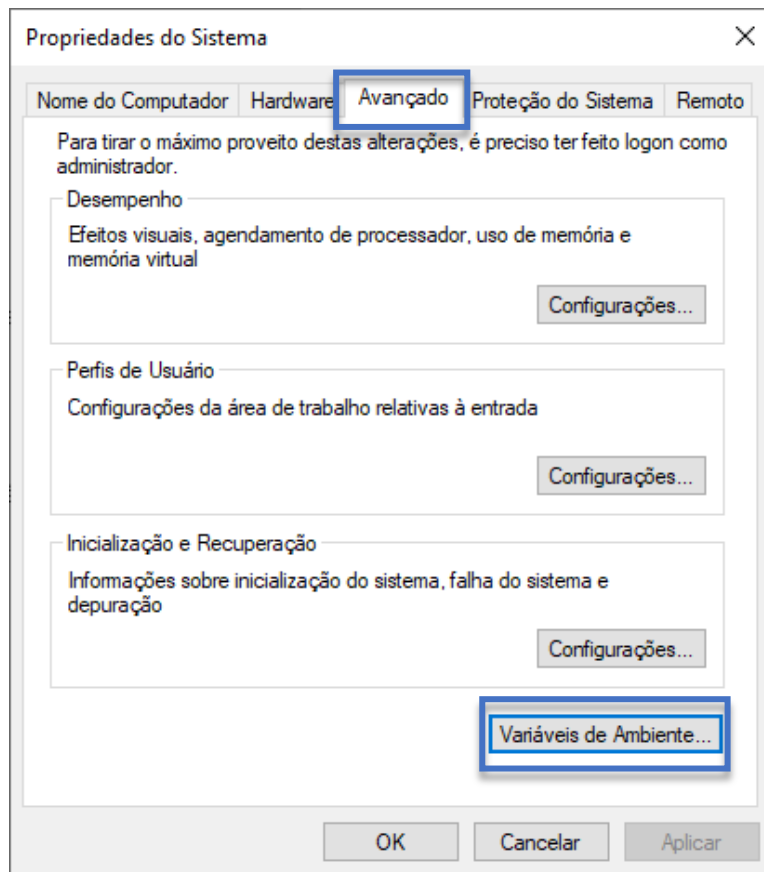 Propriedades do Sistema
Nome do Computador Hardware Avançado Proteção do Sistema Remoto
Para tirar o máximo proveito destas alterações, é preciso ter feito logon como
administrador.
Desempenho
Efeitos visuais, agendamento de processador, uso de memória e
memória virtual
Configurações...
Perfis de Usuário
Configurações da área de trabalho relativas à entrada
Configurações...
Inicialização e Recuperação
Informações sobre inicialização do sistema, falha do sistema e
depuração
Configurações...
Variáveis de Ambiente...
OK Cancelar Aplicar